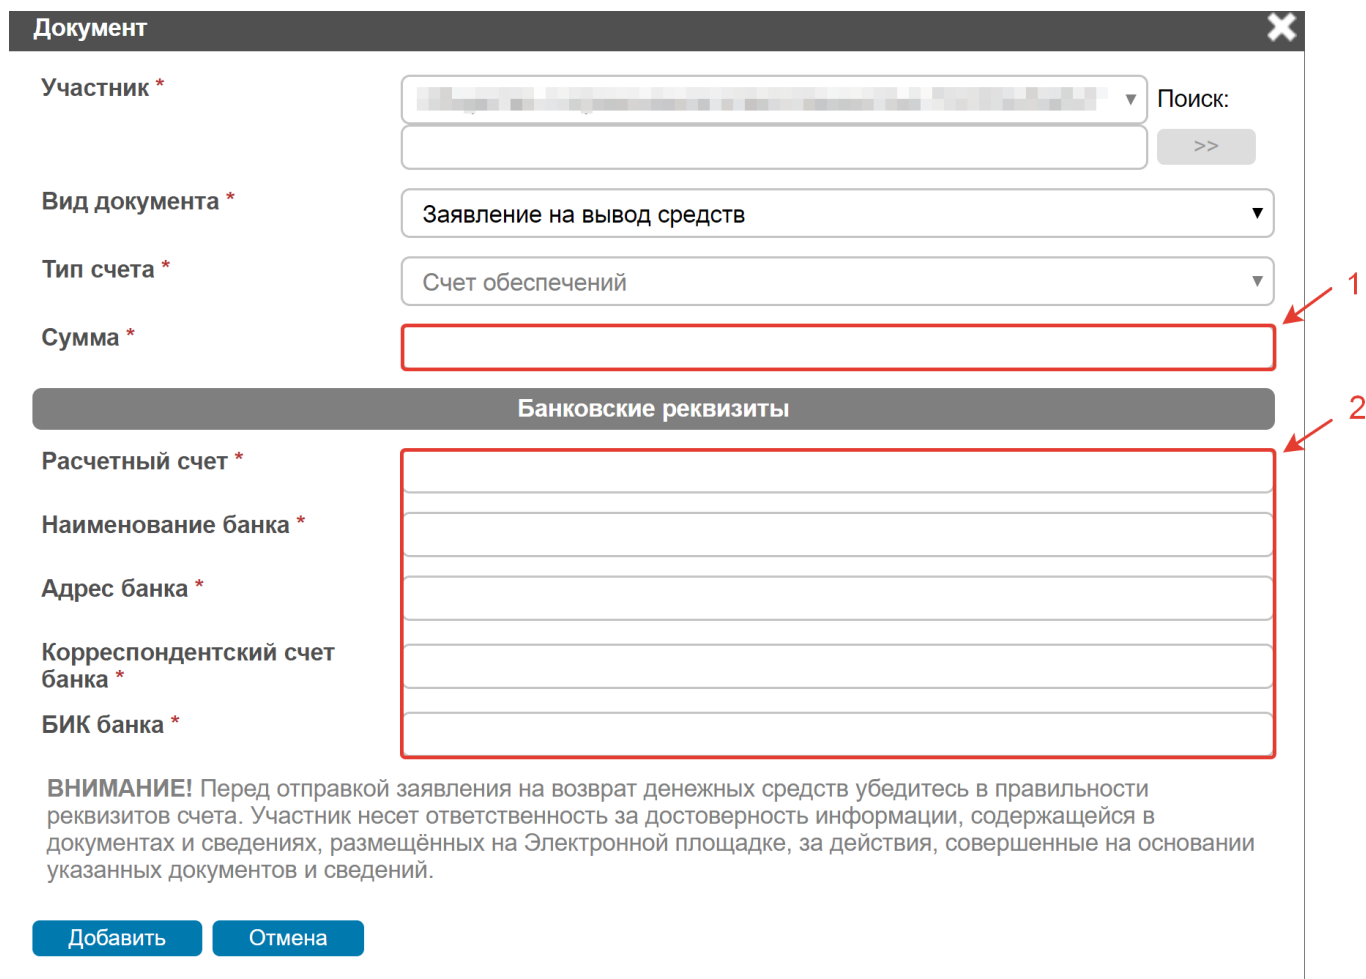 Документ
Участник *
Поиск:
>>
Вид документа *
Заявление на вывод средств
Тип счета *
Счет обеспечений
1
Сумма *
Банковские реквизиты
2
Расчетный счет *
Наименование банка *
Адрес банка *
Корреспондентский счет
банка *
БИК банка *
ВНИМАНИЕ! Перед отправкой заявления на возврат денежных средств убедитесь в правильности
реквизитов счета. Участник несет ответственность за достоверность информации, содержащейся в
документах и сведениях, размещённых на Электронной площадке, за действия, совершенные на основании
указанных документов и сведений.
Добавить
Отмена